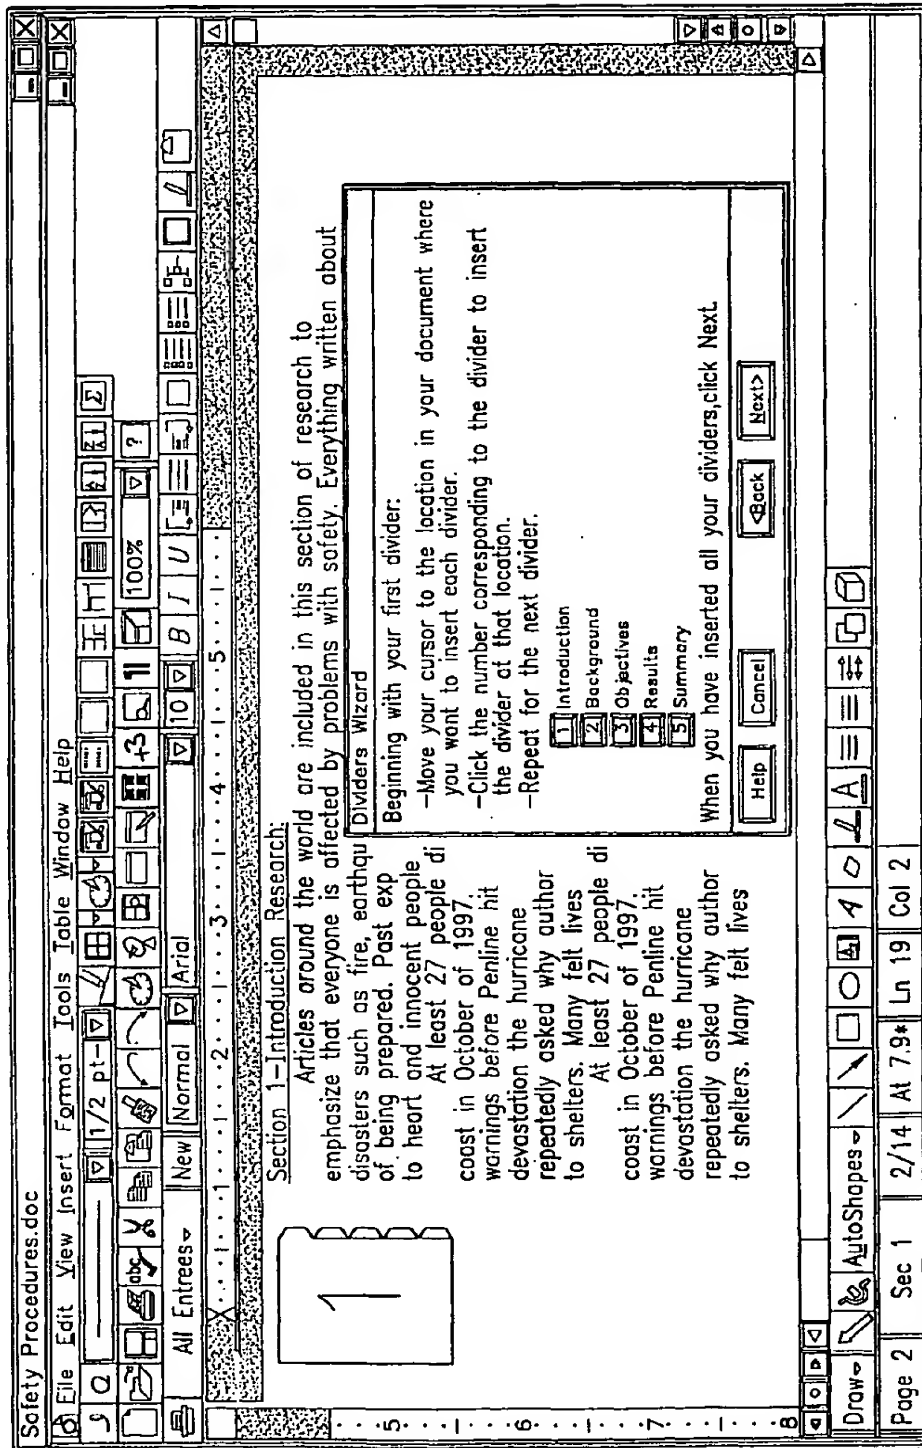 Safety Procedures.doc
File Edit View Insert Format Tools Table Window Help
1/2 pt
abc 100% ?
All Entrees New Normal Arial 10 B I U
1 2 3 4 5
5
6
7
8
1
Section 1-Introduction Research:
Articles around the world are included in this section of research to
emphasize that everyone is affected by problems with safety. Everything written about
disasters such as fire, earthqu
of being prepared. Past exp
to heart and innocent people
At least 27 people di
coast in October of 1997.
warnings before Penline hit
devastation the hurricane
repeatedly asked why author
to shelters. Many felt lives
At least 27 people di
coast in October of 1997.
warnings before Penline hit
devastation the hurricane
repeatedly asked why author
to shelters. Many felt lives
Dividers Wizard
Beginning with your first divider:
-Move your cursor to the location in your document where
you want to insert each divider.
-Click the number corresponding to the divider to insert
the divider at that location.
-Repeat for the next divider.
1 Introduction
2 Background
3 Objectives
4 Results
5 Summary
When you have inserted all your dividers,click Next.
Help Cancel <Back Next>
Draw AutoShapes A
Page 2 Sec 1 2/14 At 7.9* Ln 19 Col 2